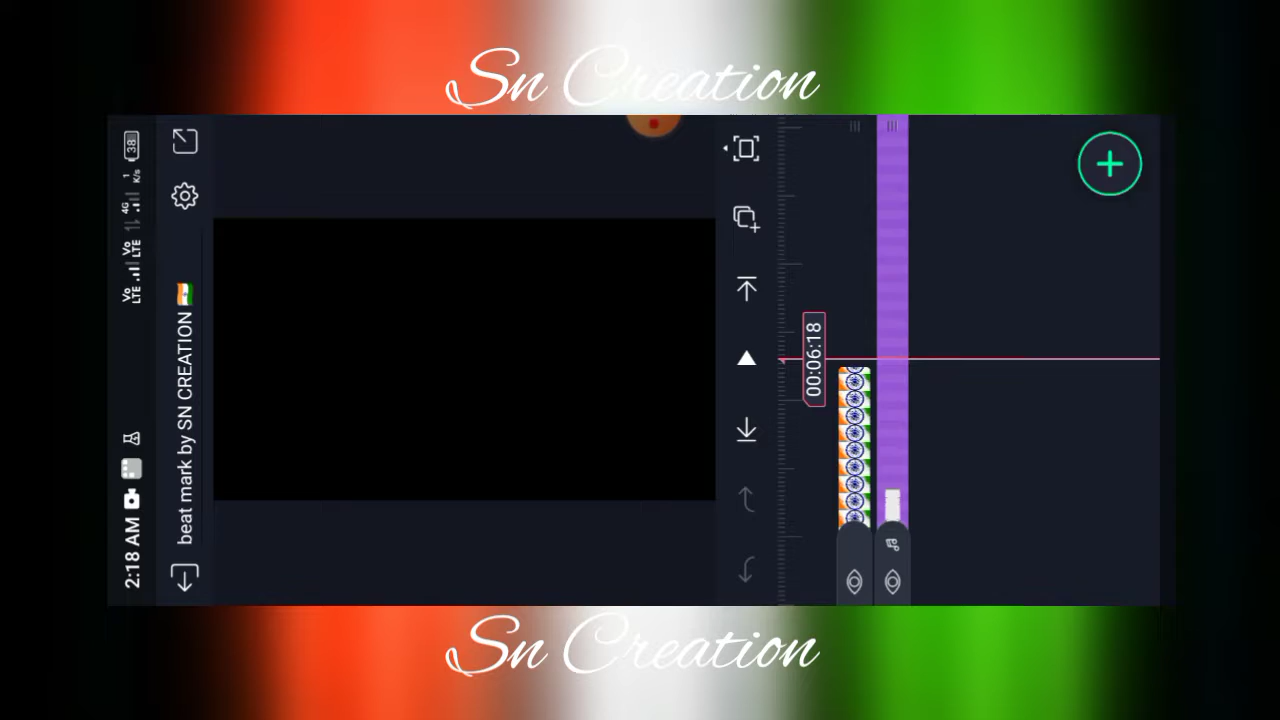 Sn Creation
2:18 AM
Vo LTE
Vo LTE
4G
1 K/s
38
beat mark by SN CREATION 🇮🇳
00:06:18
Sn Creation